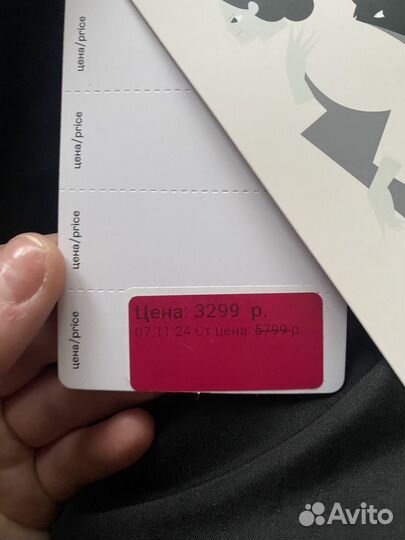 цена/price
цена/price
цена/price
цена/price
Цена: 3299 р.
07.11.24 Ст цена: 5799 р
Avito